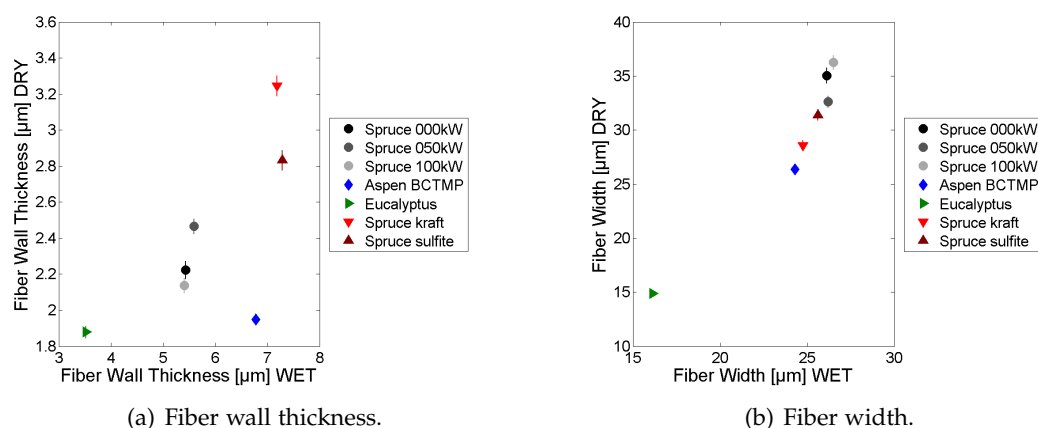 3.6
3.4
3.2
3
2.8
2.6
2.4
2.2
2
1.8
Fiber Wall Thickness [µm] DRY
3 4 5 6 7 8
Fiber Wall Thickness [µm] WET
Spruce 000kW
Spruce 050kW
Spruce 100kW
Aspen BCTMP
Eucalyptus
Spruce kraft
Spruce sulfite
(a) Fiber wall thickness.
40
35
30
25
20
15
10
Fiber Width [µm] DRY
15 20 25 30
Fiber Width [µm] WET
Spruce 000kW
Spruce 050kW
Spruce 100kW
Aspen BCTMP
Eucalyptus
Spruce kraft
Spruce sulfite
(b) Fiber width.